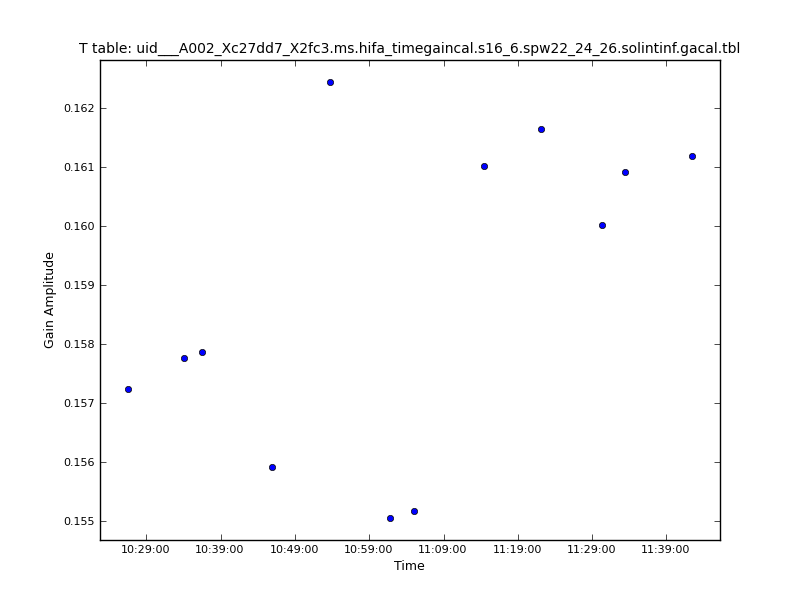 T table: uid___A002_Xc27dd7_X2fc3.ms.hifa_timegaincal.s16_6.spw22_24_26.solintinf.gacal.tbl
Gain Amplitude
0.162
0.161
0.160
0.159
0.158
0.157
0.156
0.155
10:29:00 10:39:00 10:49:00 10:59:00 11:09:00 11:19:00 11:29:00 11:39:00
Time